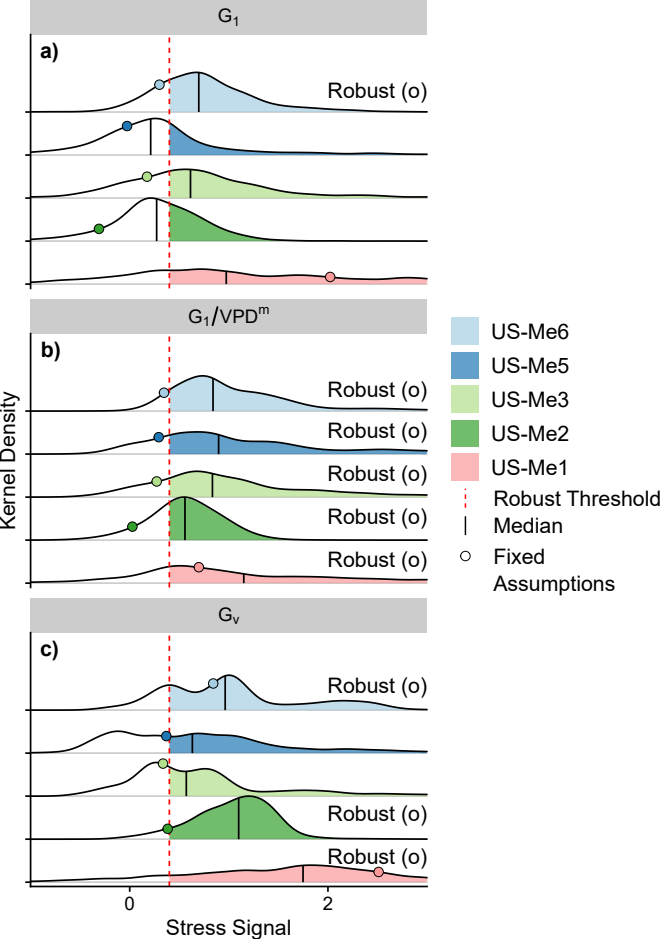 G₁
a)
Robust (o)
G₁/VPDᵐ
b)
Robust (o)
Robust (o)
Robust (o)
Robust (o)
Robust (o)
Gᵥ
c)
Robust (o)
Robust (o)
Robust (o)
0 2
Stress Signal
Kernel Density
US-Me6
US-Me5
US-Me3
US-Me2
US-Me1
Robust Threshold
Median
Fixed
Assumptions